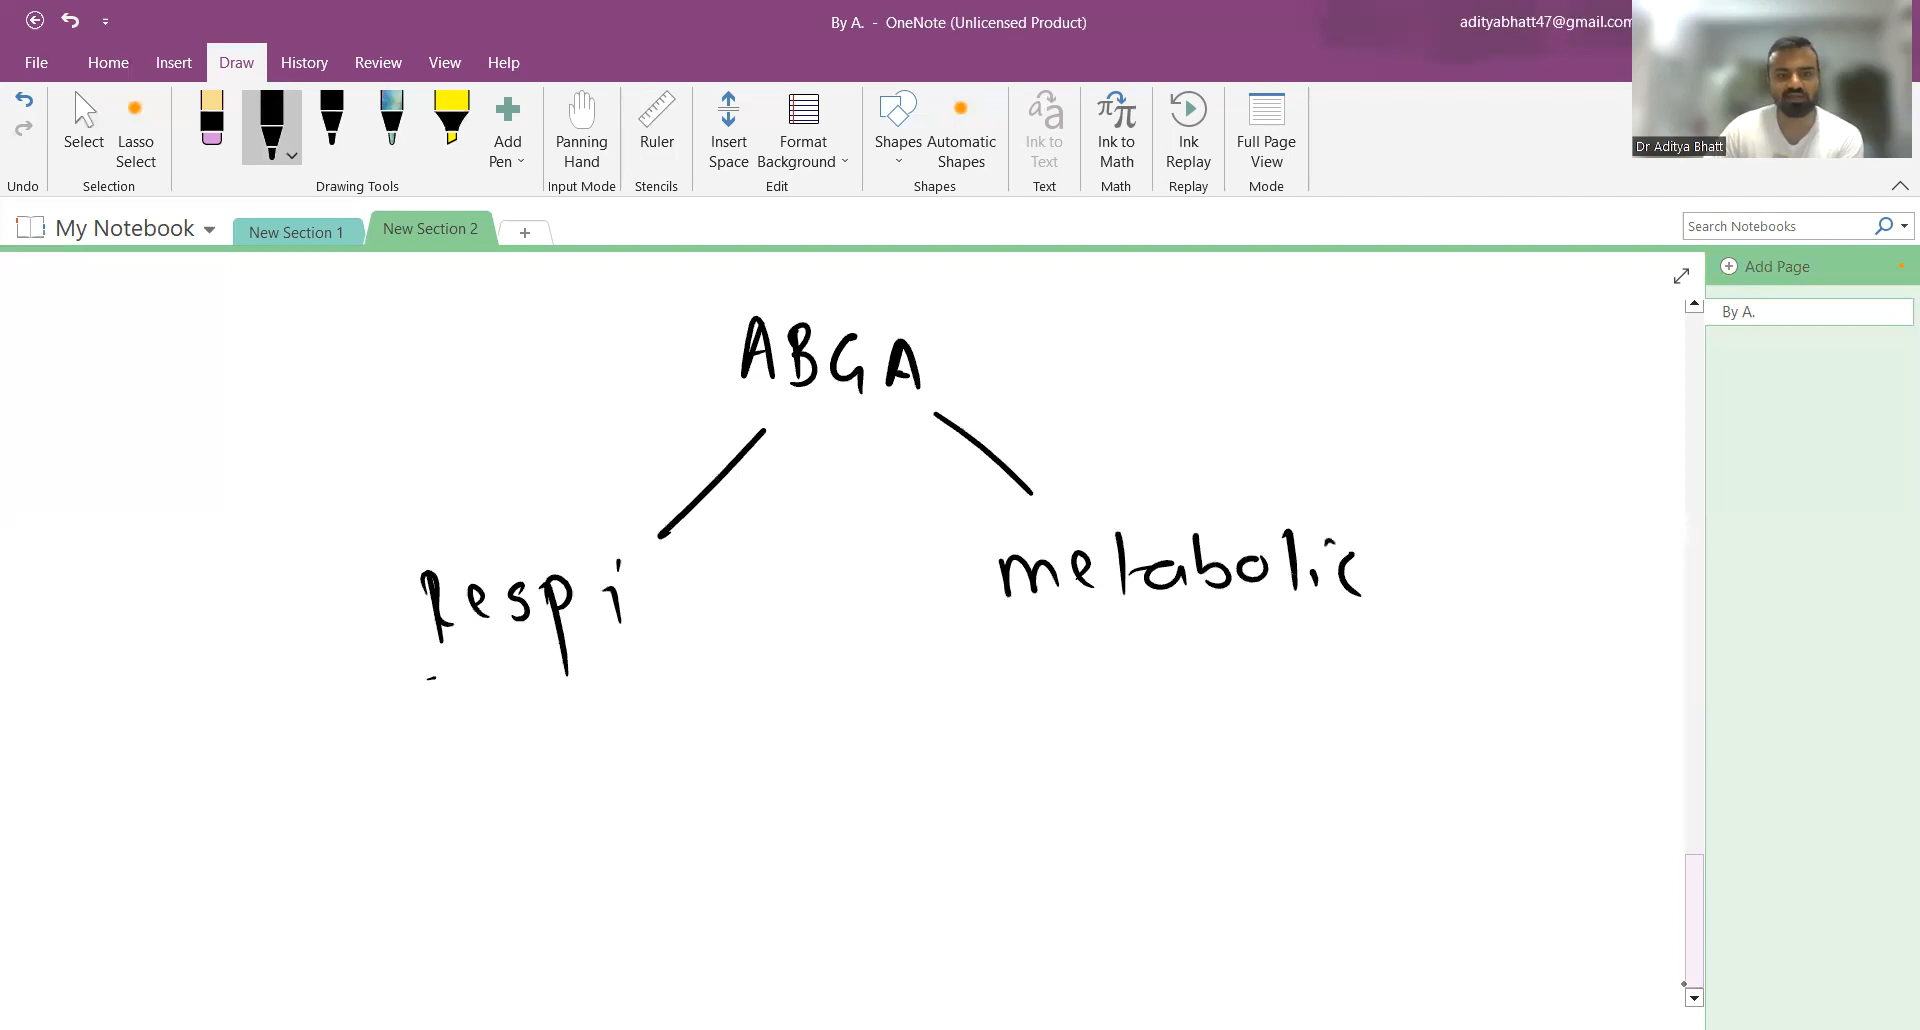 By A. - OneNote (Unlicensed Product)
adityabhatt47@gmail.com
File Home Insert Draw History Review View Help
Select
Lasso Select
Add Pen
Panning Hand
Ruler
Insert Space
Format Background
Shapes
Automatic Shapes
Ink to Text
Ink to Math
Ink Replay
Full Page View
Dr Aditya Bhatt
Undo Selection Drawing Tools Input Mode Stencils Edit Shapes Text Math Replay Mode
My Notebook New Section 1 New Section 2 +
Search Notebooks
Add Page
By A.
ABGA
Respi
metabolic